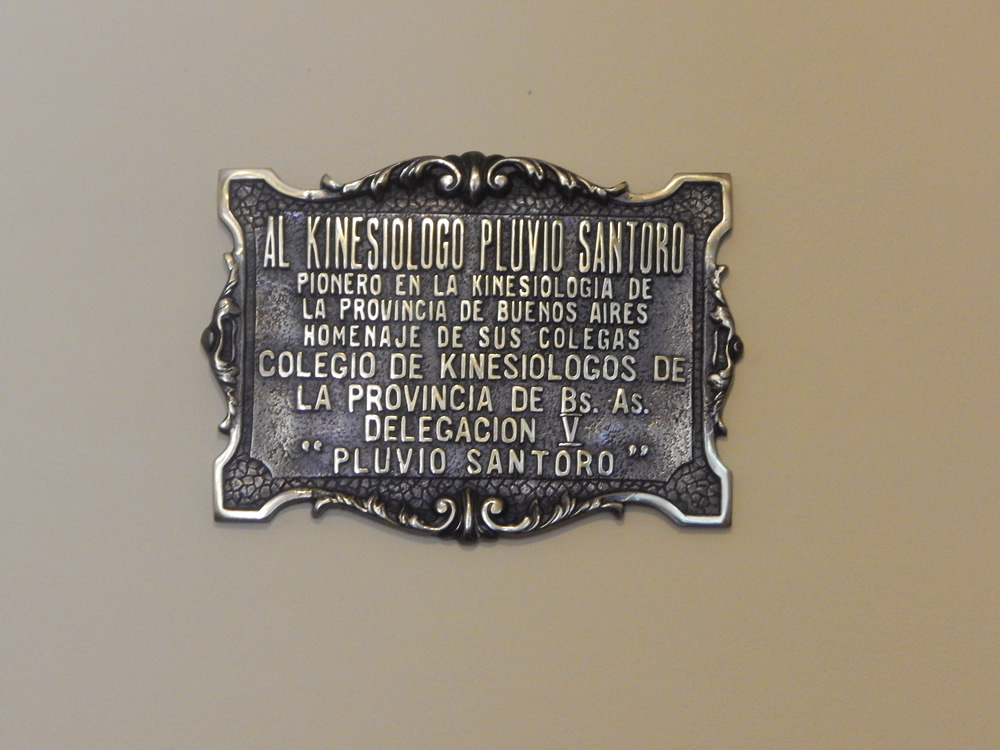 AL KINESIOLOGO PLUVIO SANTORO
PIONERO EN LA KINESIOLOGIA DE
LA PROVINCIA DE BUENOS AIRES
HOMENAJE DE SUS COLEGAS
COLEGIO DE KINESIOLOGOS DE
LA PROVINCIA DE Bs. As.
DELEGACION V
"PLUVIO SANTORO"